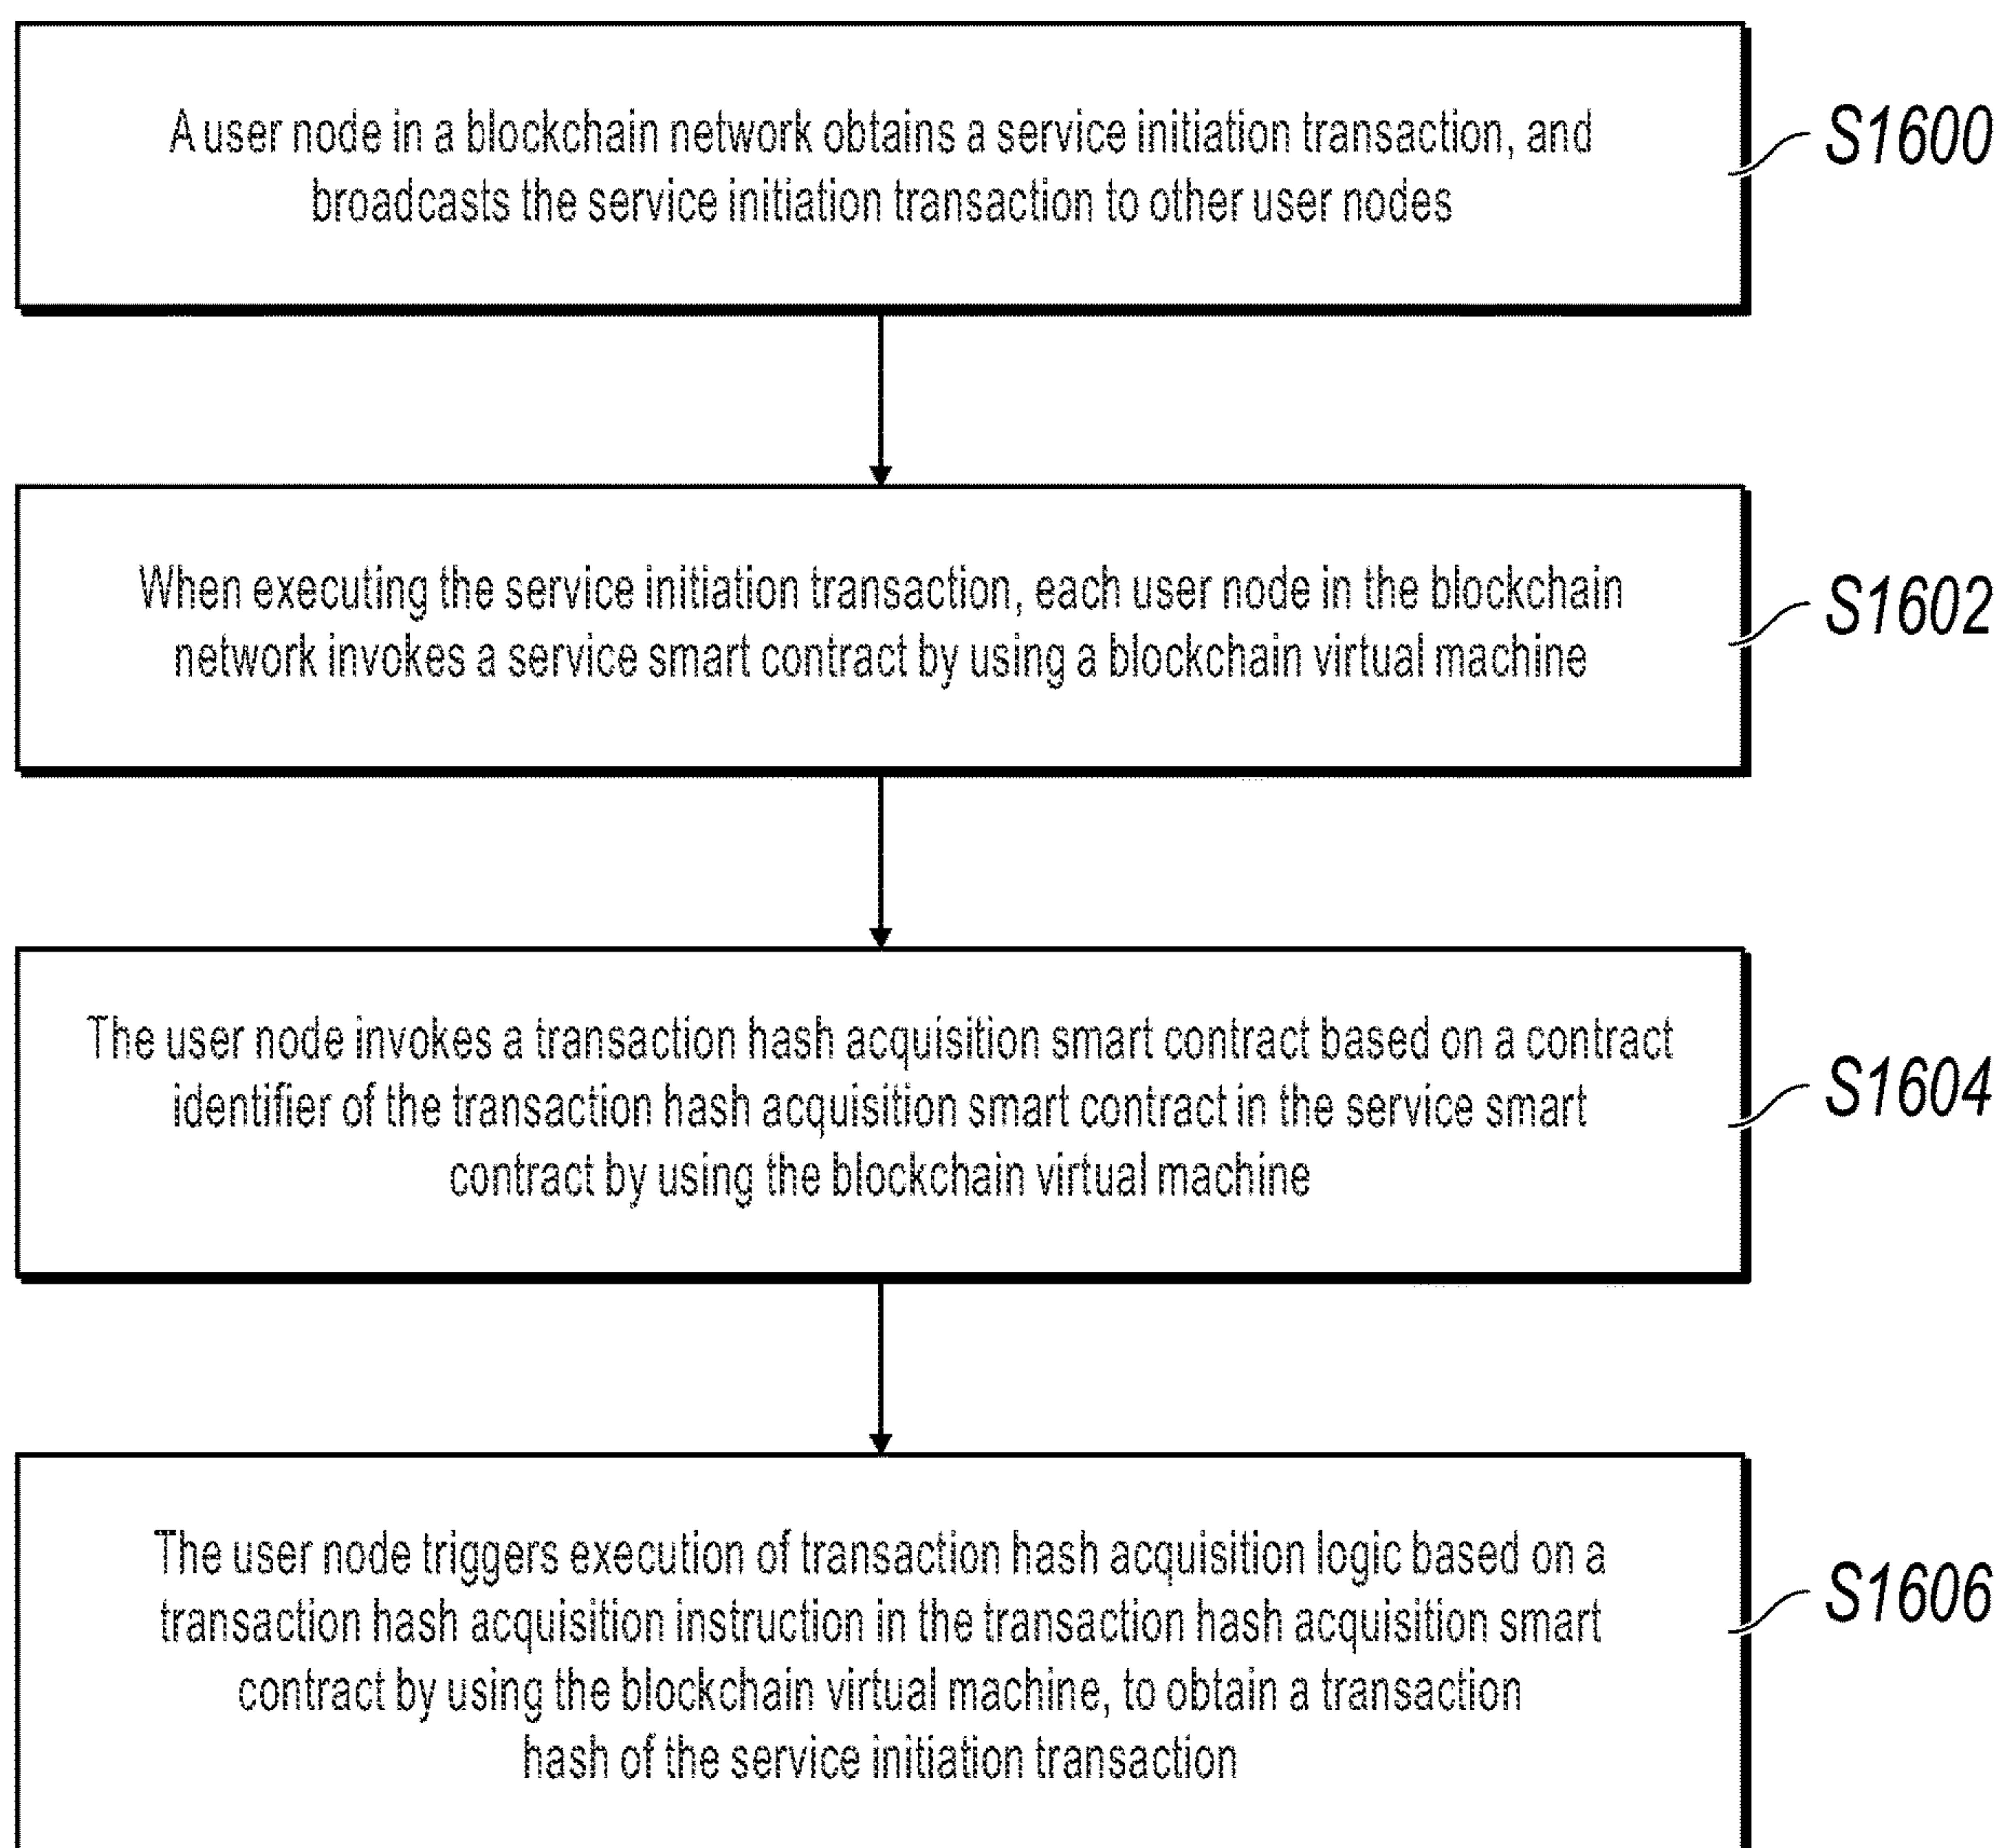 A user node in a blockchain network obtains a service initiation transaction, and
broadcasts the service initiation transaction to other user nodes
S1600
When executing the service initiation transaction, each user node in the blockchain
network invokes a service smart contract by using a blockchain virtual machine
S1602
The user node invokes a transaction hash acquisition smart contract based on a contract
identifier of the transaction hash acquisition smart contract in the service smart
contract by using the blockchain virtual machine
S1604
The user node triggers execution of transaction hash acquisition logic based on a
transaction hash acquisition instruction in the transaction hash acquisition smart
contract by using the blockchain virtual machine, to obtain a transaction
hash of the service initiation transaction
S1606